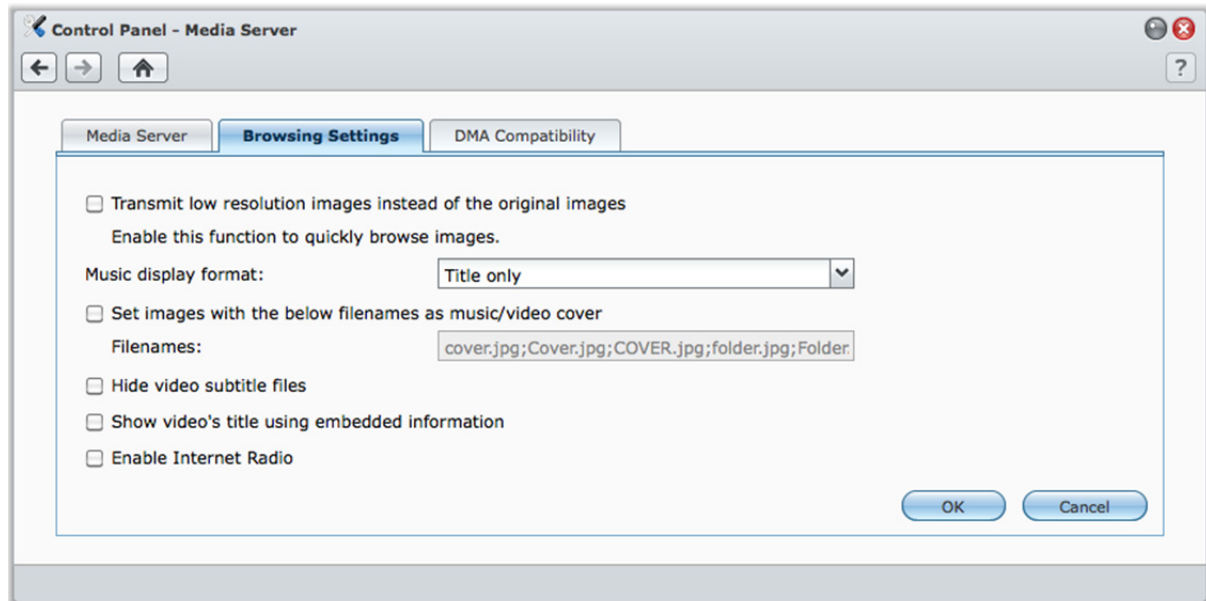 Control Panel - Media Server
?
Media Server
Browsing Settings
DMA Compatibility
Transmit low resolution images instead of the original images
Enable this function to quickly browse images.
Music display format:
Title only
Set images with the below filenames as music/video cover
Filenames:
cover.jpg;Cover.jpg;COVER.jpg;folder.jpg;Folder.
Hide video subtitle files
Show video's title using embedded information
Enable Internet Radio
OK
Cancel